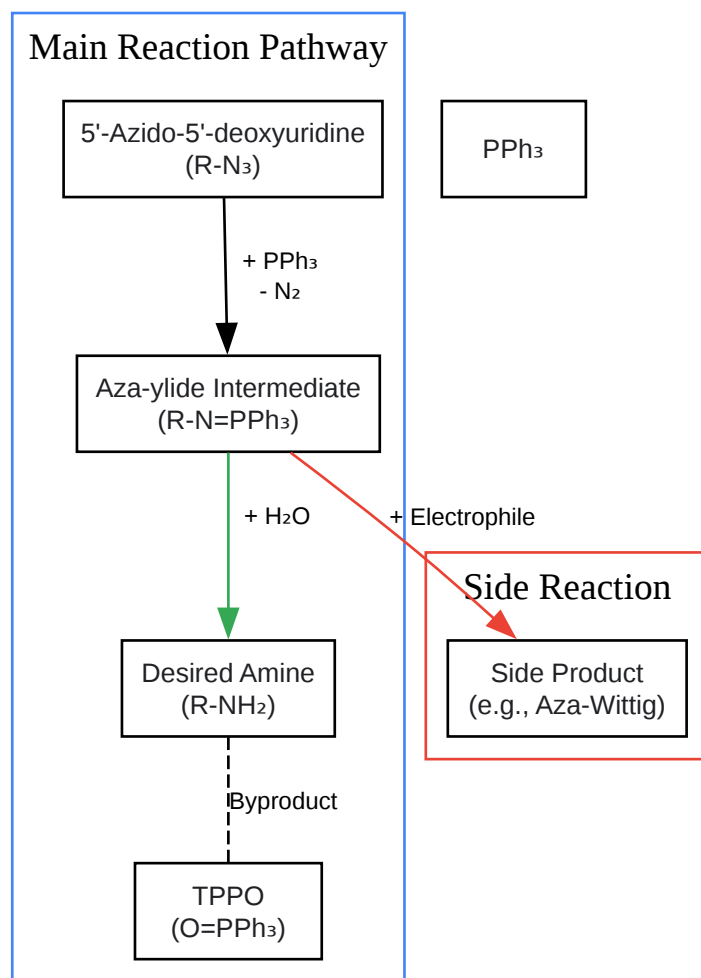 Main Reaction Pathway
5'-Azido-5'-deoxyuridine
(R-N₃)
PPh₃
+ PPh₃
- N₂
Aza-ylide Intermediate
(R-N=PPh₃)
+ H₂O
+ Electrophile
Side Reaction
Desired Amine
(R-NH₂)
Side Product
(e.g., Aza-Wittig)
Byproduct
TPPO
(O=PPh₃)